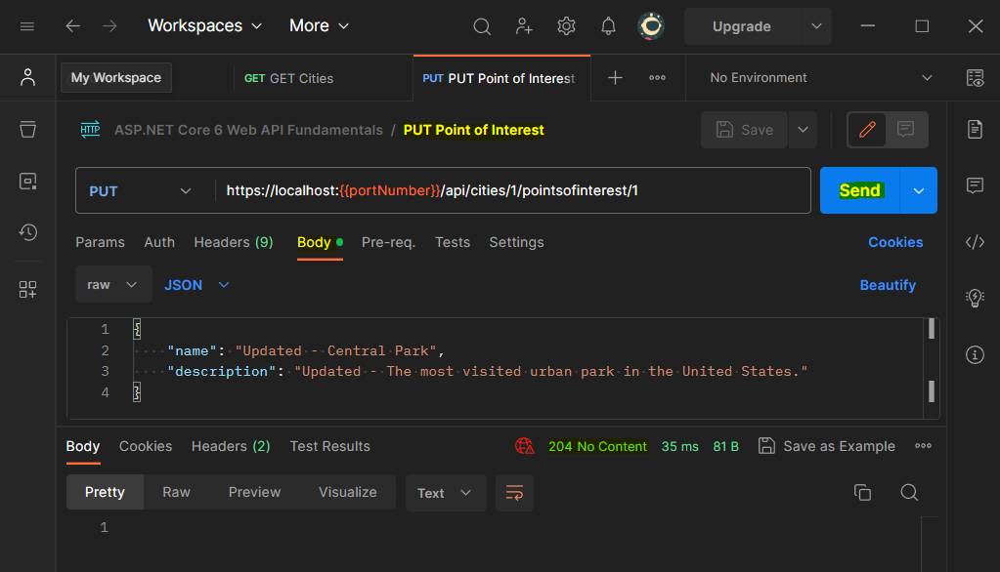 Workspaces More Upgrade
My Workspace GET GET Cities PUT PUT Point of Interest No Environment
HTTP ASP.NET Core 6 Web API Fundamentals / PUT Point of Interest Save
PUT https://localhost:{{portNumber}}/api/cities/1/pointsofinterest/1 Send
Params Auth Headers (9) Body Pre-req. Tests Settings Cookies
raw JSON Beautify
1 {
2 "name": "Updated - Central Park",
3 "description": "Updated - The most visited urban park in the United States."
4 }
Body Cookies Headers (2) Test Results 204 No Content 35 ms 81 B Save as Example
Pretty Raw Preview Visualize Text
1